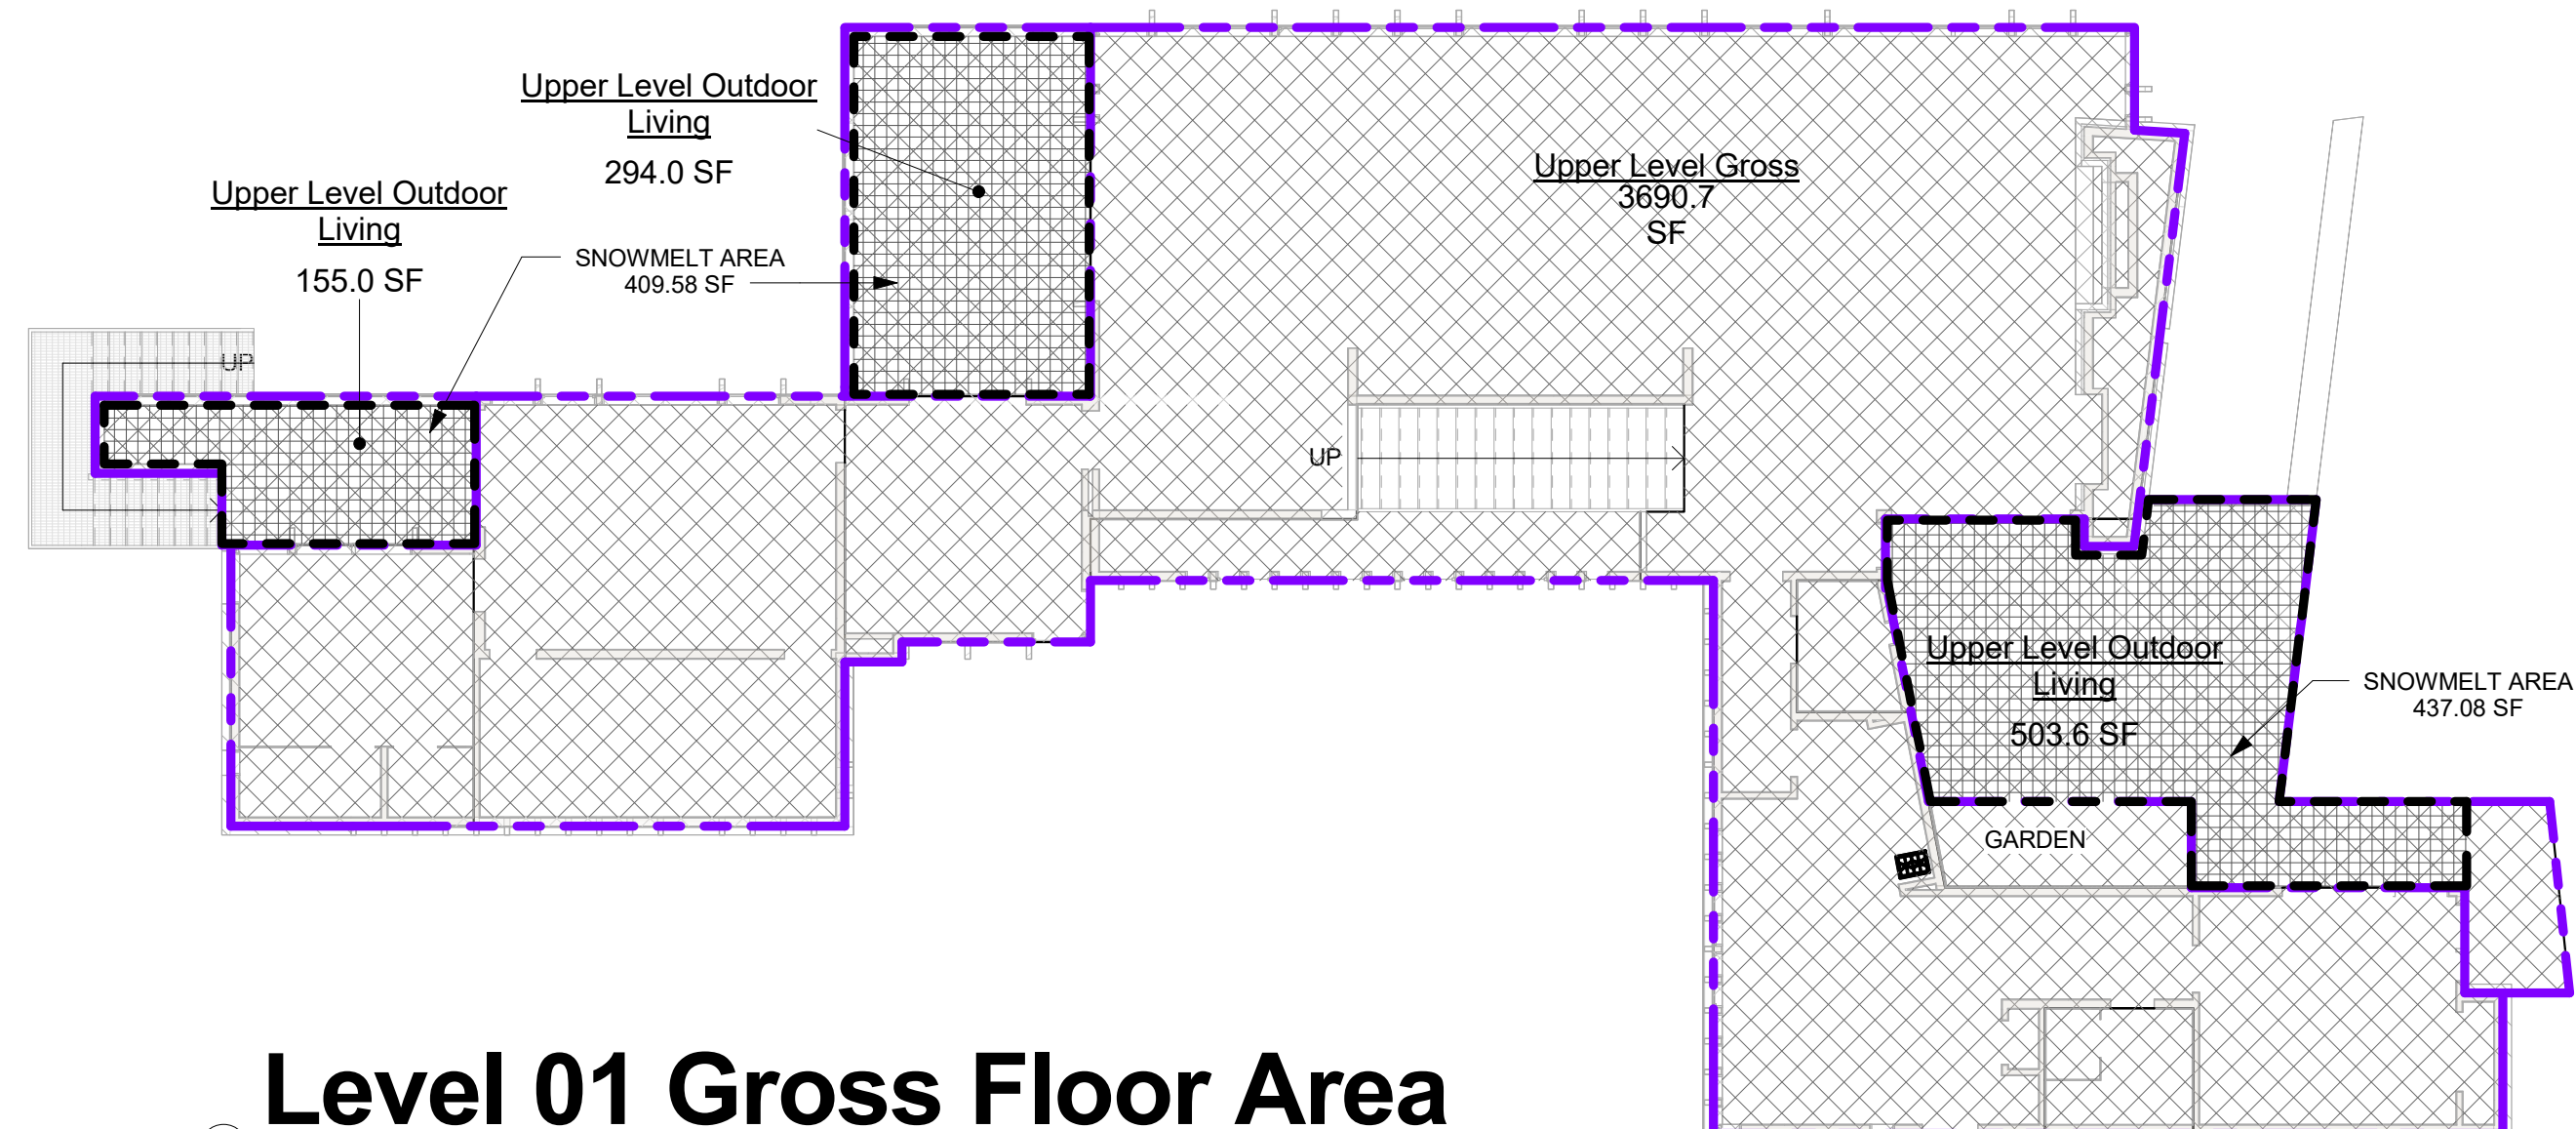 Upper Level Outdoor
Living
294.0 SF
Upper Level Outdoor
Living
155.0 SF
SNOWMELT AREA
409.58 SF
Upper Level Gross
3690.7
SF
UP
UP
Upper Level Outdoor
Living
503.6 SF
SNOWMELT AREA
437.08 SF
GARDEN
Level 01 Gross Floor Area